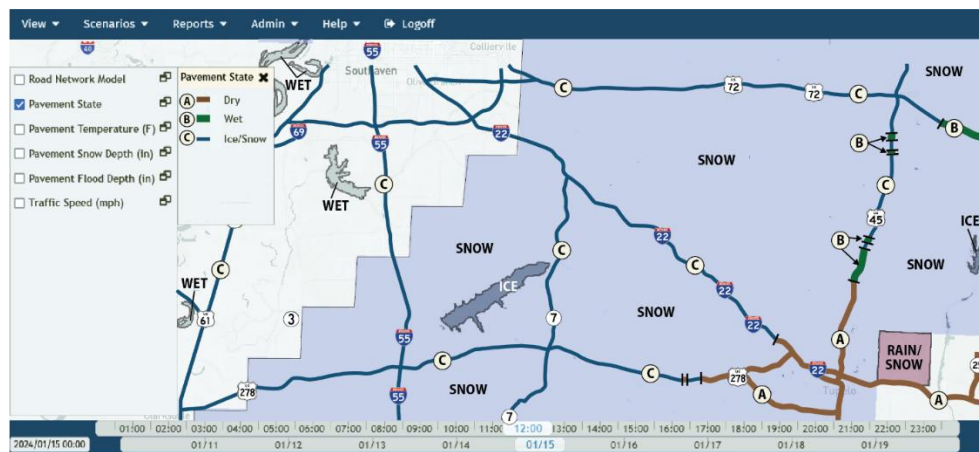 View Scenarios Reports Admin Help Logoff
40
55
Collierville
Southaven
WET
Road Network Model
Pavement State
Pavement Temperature (F)
Pavement Snow Depth (in)
Pavement Flood Depth (in)
Traffic Speed (mph)
Pavement State
A Dry
B Wet
C Ice/Snow
69
55
22
C
72
72
C
SNOW
B
B
SNOW
C
WET
C
45
B
SNOW
ICE
SNOW
C
22
C
22
C
WET
61
ICE
SNOW
3
7
22
22
A
55
C
C
278
22
RAIN/
SNOW
278
A
A
SNOW
55
7
Tupelo
01:00 02:00 03:00 04:00 05:00 06:00 07:00 08:00 09:00 10:00 11:00 12:00 13:00 14:00 15:00 16:00 17:00 18:00 19:00 20:00 21:00 22:00 23:00
2024/01/15 00:00 01/11 01/12 01/13 01/14 01/15 01/16 01/17 01/18 01/19